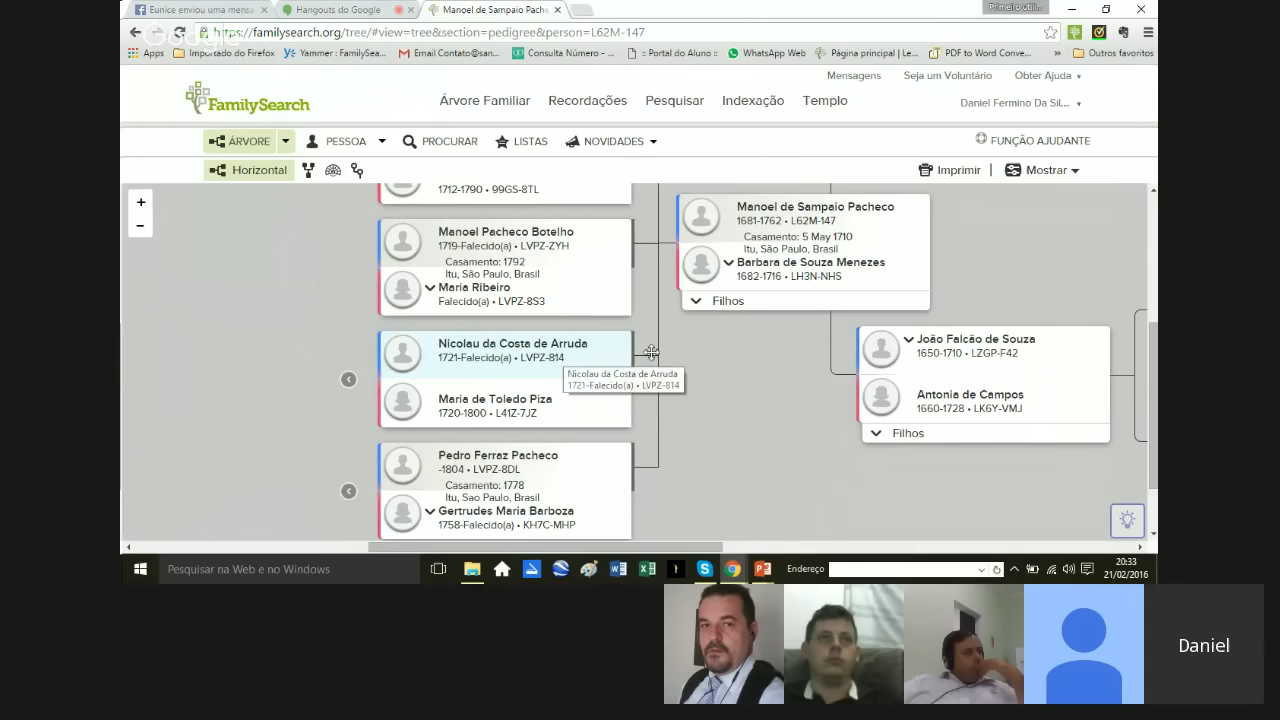 Eunice enviou uma mensa
Hangouts do Google
Manoel de Sampaio Pache
Primeiro util...
https://familysearch.org/tree/#view=tree&section=pedigree&person=L62M-147
Google
Apps
Importado do Firefox
Yammer : FamilySea...
Email Contato@san...
Consulta Número - ...
:: Portal do Aluno ::
WhatsApp Web
Página principal | Le...
PDF to Word Conve...
»
Outros favoritos
Mensagens
Seja um Voluntário
Obter Ajuda
FamilySearch
Árvore Familiar
Recordações
Pesquisar
Indexação
Templo
Daniel Fermino Da Sil...
ÁRVORE
PESSOA
PROCURAR
LISTAS
NOVIDADES
FUNÇÃO AJUDANTE
Horizontal
Imprimir
Mostrar
+
-
1712-1790 • 99GS-8TL
Manoel Pacheco Botelho
1719-Falecido(a) • LVPZ-ZYH
Casamento: 1792
Itu, São Paulo, Brasil
Maria Ribeiro
Falecido(a) • LVPZ-8S3
Nicolau da Costa de Arruda
1721-Falecido(a) • LVPZ-814
Nicolau da Costa de Arruda
1721-Falecido(a) • LVPZ-814
Maria de Toledo Piza
1720-1800 • L41Z-7JZ
Pedro Ferraz Pacheco
-1804 • LVPZ-8DL
Casamento: 1778
Itu, Sao Paulo, Brasil
Gertrudes Maria Barboza
1758-Falecido(a) • KH7C-MHP
Manoel de Sampaio Pacheco
1681-1762 • L62M-147
Casamento: 5 May 1710
Itu, São Paulo, Brasil
Barbara de Souza Menezes
1682-1716 • LH3N-NHS
Filhos
João Falcão de Souza
1650-1710 • LZGP-F42
Antonia de Campos
1660-1728 • LK6Y-VMJ
Filhos
Pesquisar na Web e no Windows
Endereço
20:33
21/02/2016
Daniel